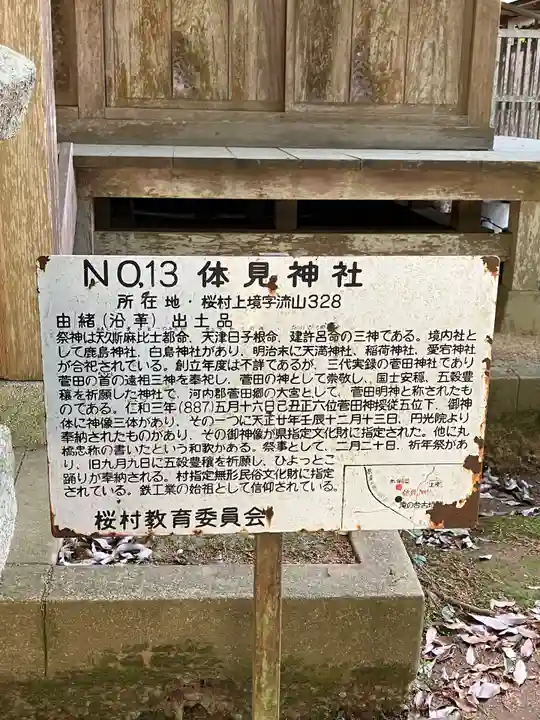 NO.13 体見神社
所在地・桜村上境字流山328
由緒（沿革）出土品
祭神は天久斯麻比士都命、天津日子根命、建許呂命の三神である。境内社と
して鹿島神社、白鳥神社があり、明治末に天満神社、稲荷神社、愛宕神社
が合祀されている。創立年度は不詳であるが、三代実録の菅田神社であり
菅田の首の遠祖三神を奉祀し、菅田の神として崇敬し、国士安穏、五穀豊
穰を祈願した神社で、河内郡菅田郷の大宮として、菅田明神と称されたも
のである。仁和三年(887)五月十六日己丑正六位菅田神授従五位下、御神
体に神像三体があり、その一つに天正廿年壬辰十二月十三日、円光院より
奉納されたものがあり、その御神像が県指定文化財に指定された。他に丸
橋忠称の書いたという和歌がある。祭事として、二月二十日、祈年祭があ
り、旧九月九日に五穀豊穰を祈願し、ひょっとこ
踊りが奉納される。村指定無形民俗文化財に指定
されている。鉄工業の始祖として信仰されている。
桜村教育委員会